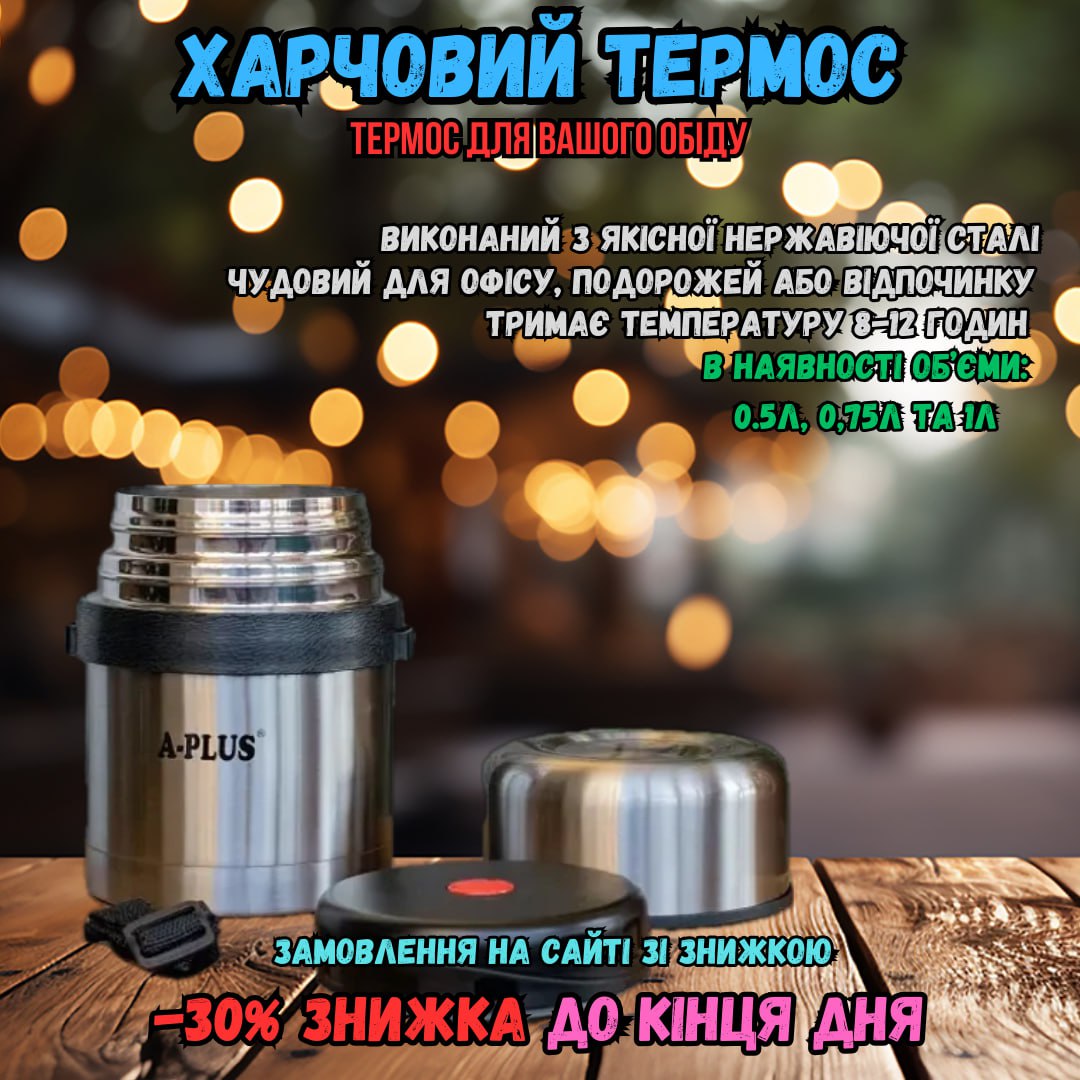 ХАРЧОВИЙ ТЕРМОС
ТЕРМОС ДЛЯ ВАШОГО ОБІДУ
ВИКОНАНИЙ З ЯКІСНОЇ НЕРЖАВІЮЧОЇ СТАЛІ
ЧУДОВИЙ ДЛЯ ОФІСУ, ПОДОРОЖЕЙ АБО ВІДПОЧИНКУ
ТРИМАЄ ТЕМПЕРАТУРУ 8-12 ГОДИН
В НАЯВНОСТІ ОБ'ЄМИ:
0.5Л, 0,75Л ТА 1Л
A-PLUS®
ЗАМОВЛЕННЯ НА САЙТІ ЗІ ЗНИЖКОЮ
-30% ЗНИЖКА ДО КІНЦЯ ДНЯ